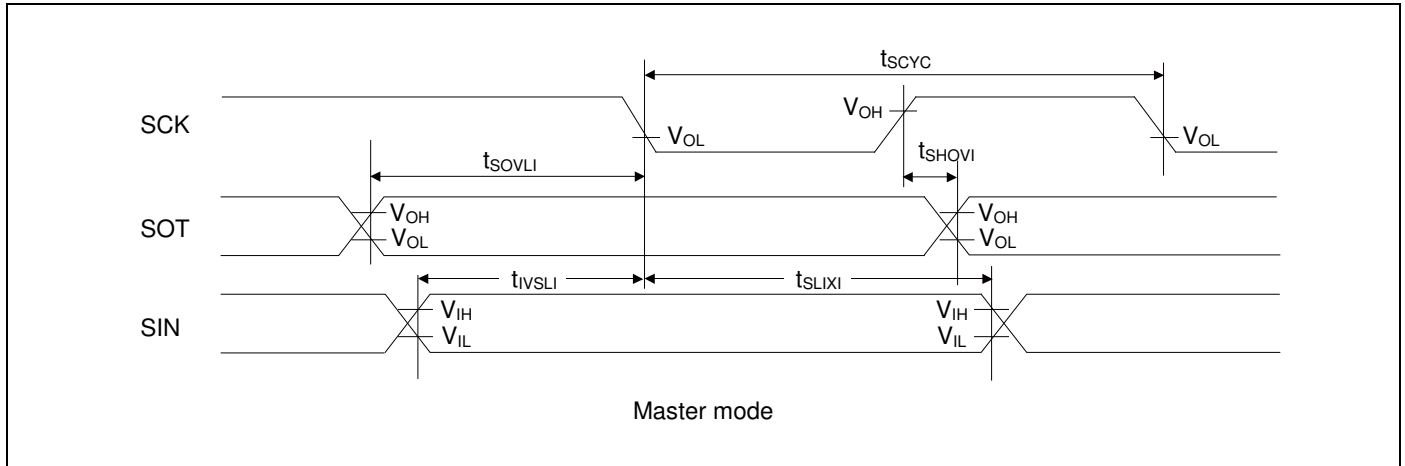 tSCYC
SCK
VOH
VOL
VOL
tSOVLI
tSHOVI
SOT
VOH
VOL
VOH
VOL
tIVSLI
tSLIXI
SIN
VIH
VIL
VIH
VIL
Master mode